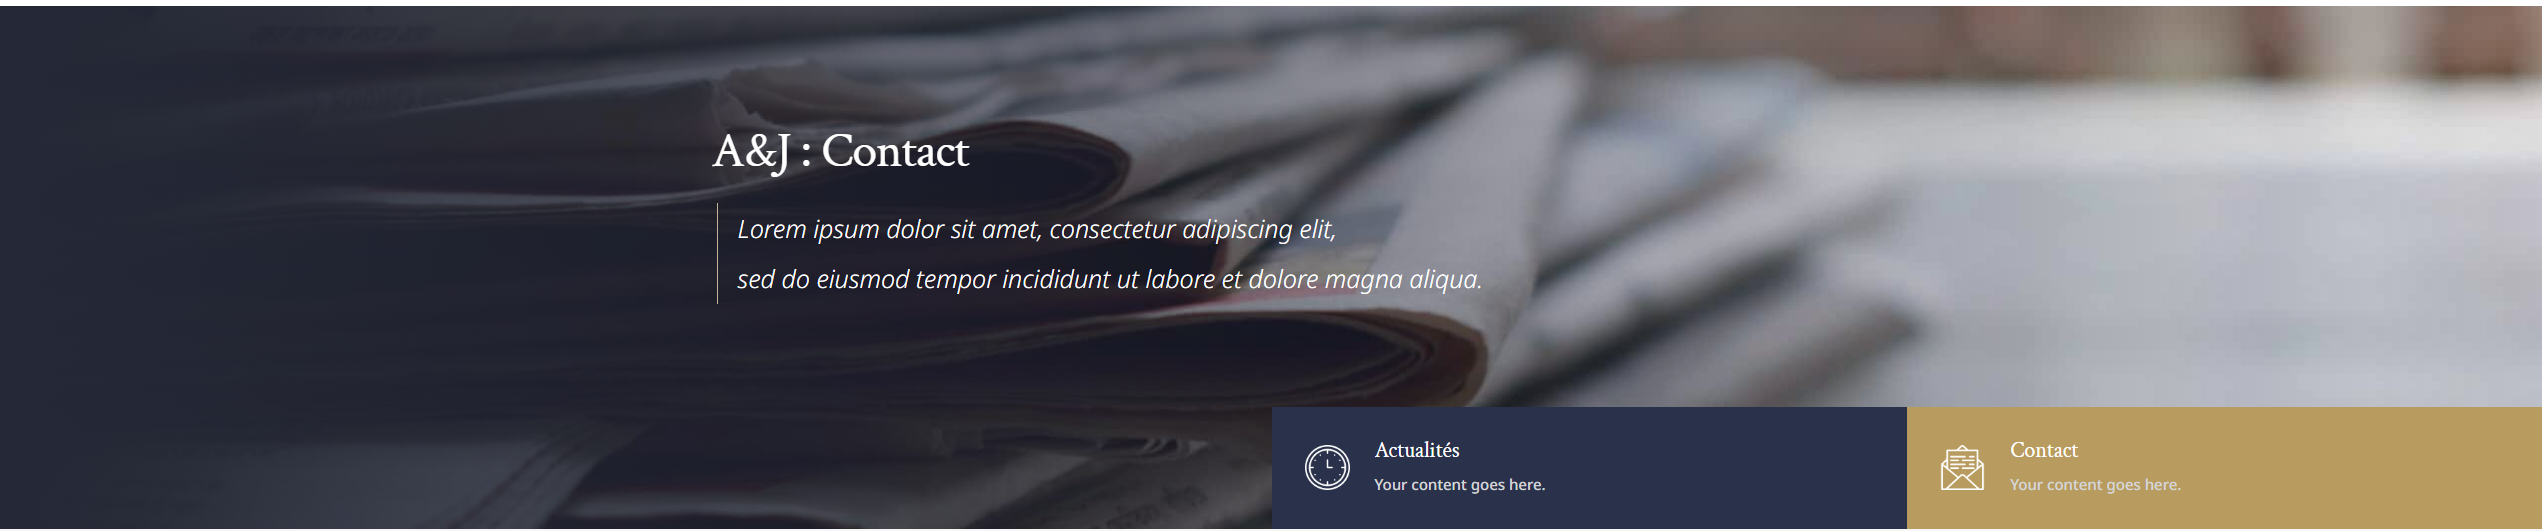 A&J : Contact
Lorem ipsum dolor sit amet, consectetur adipiscing elit,
sed do eiusmod tempor incididunt ut labore et dolore magna aliqua.
Actualités
Your content goes here.
Contact
Your content goes here.